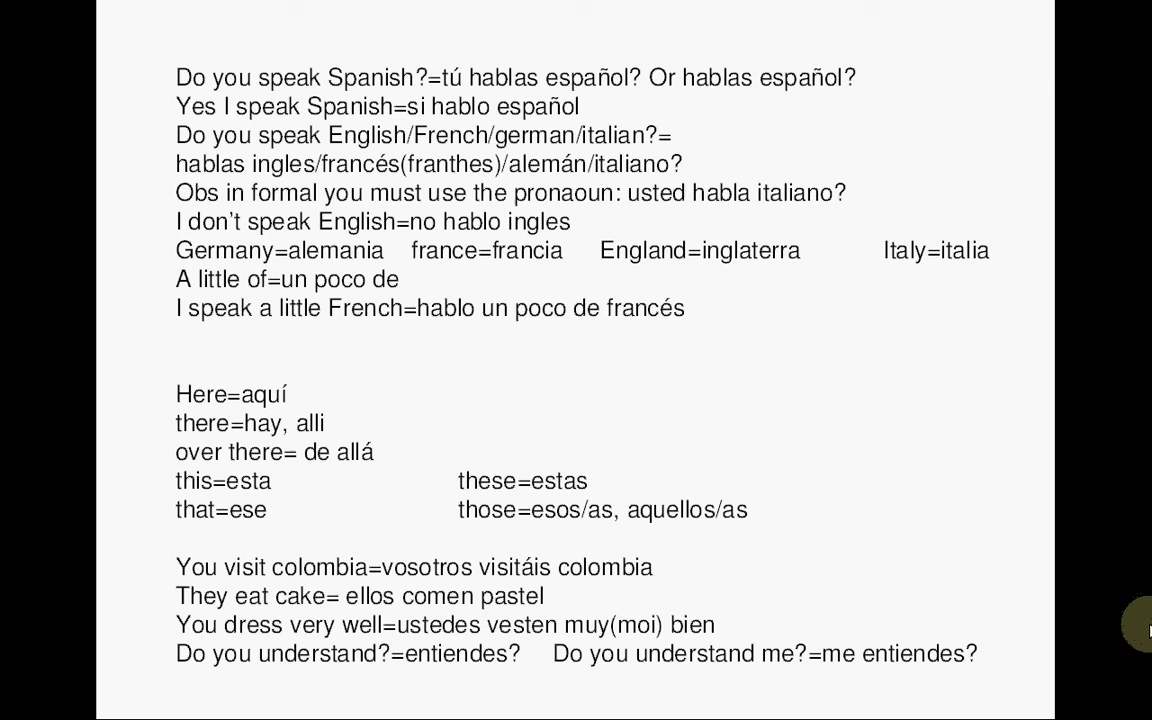 Do you speak Spanish?=tú hablas español? Or hablas español?
Yes I speak Spanish=si hablo español
Do you speak English/French/german/italian?=
hablas ingles/francés(franthes)/alemán/italiano?
Obs in formal you must use the pronaoun: usted habla italiano?
I don't speak English=no hablo ingles
Germany=alemania france=francia England=inglaterra Italy=italia
A little of=un poco de
I speak a little French=hablo un poco de francés
Here=aquí
there=hay, alli
over there= de allá
this=esta these=estas
that=ese those=esos/as, aquellos/as
You visit colombia=vosotros visitáis colombia
They eat cake= ellos comen pastel
You dress very well=ustedes vesten muy(moi) bien
Do you understand?=entiendes? Do you understand me?=me entiendes?